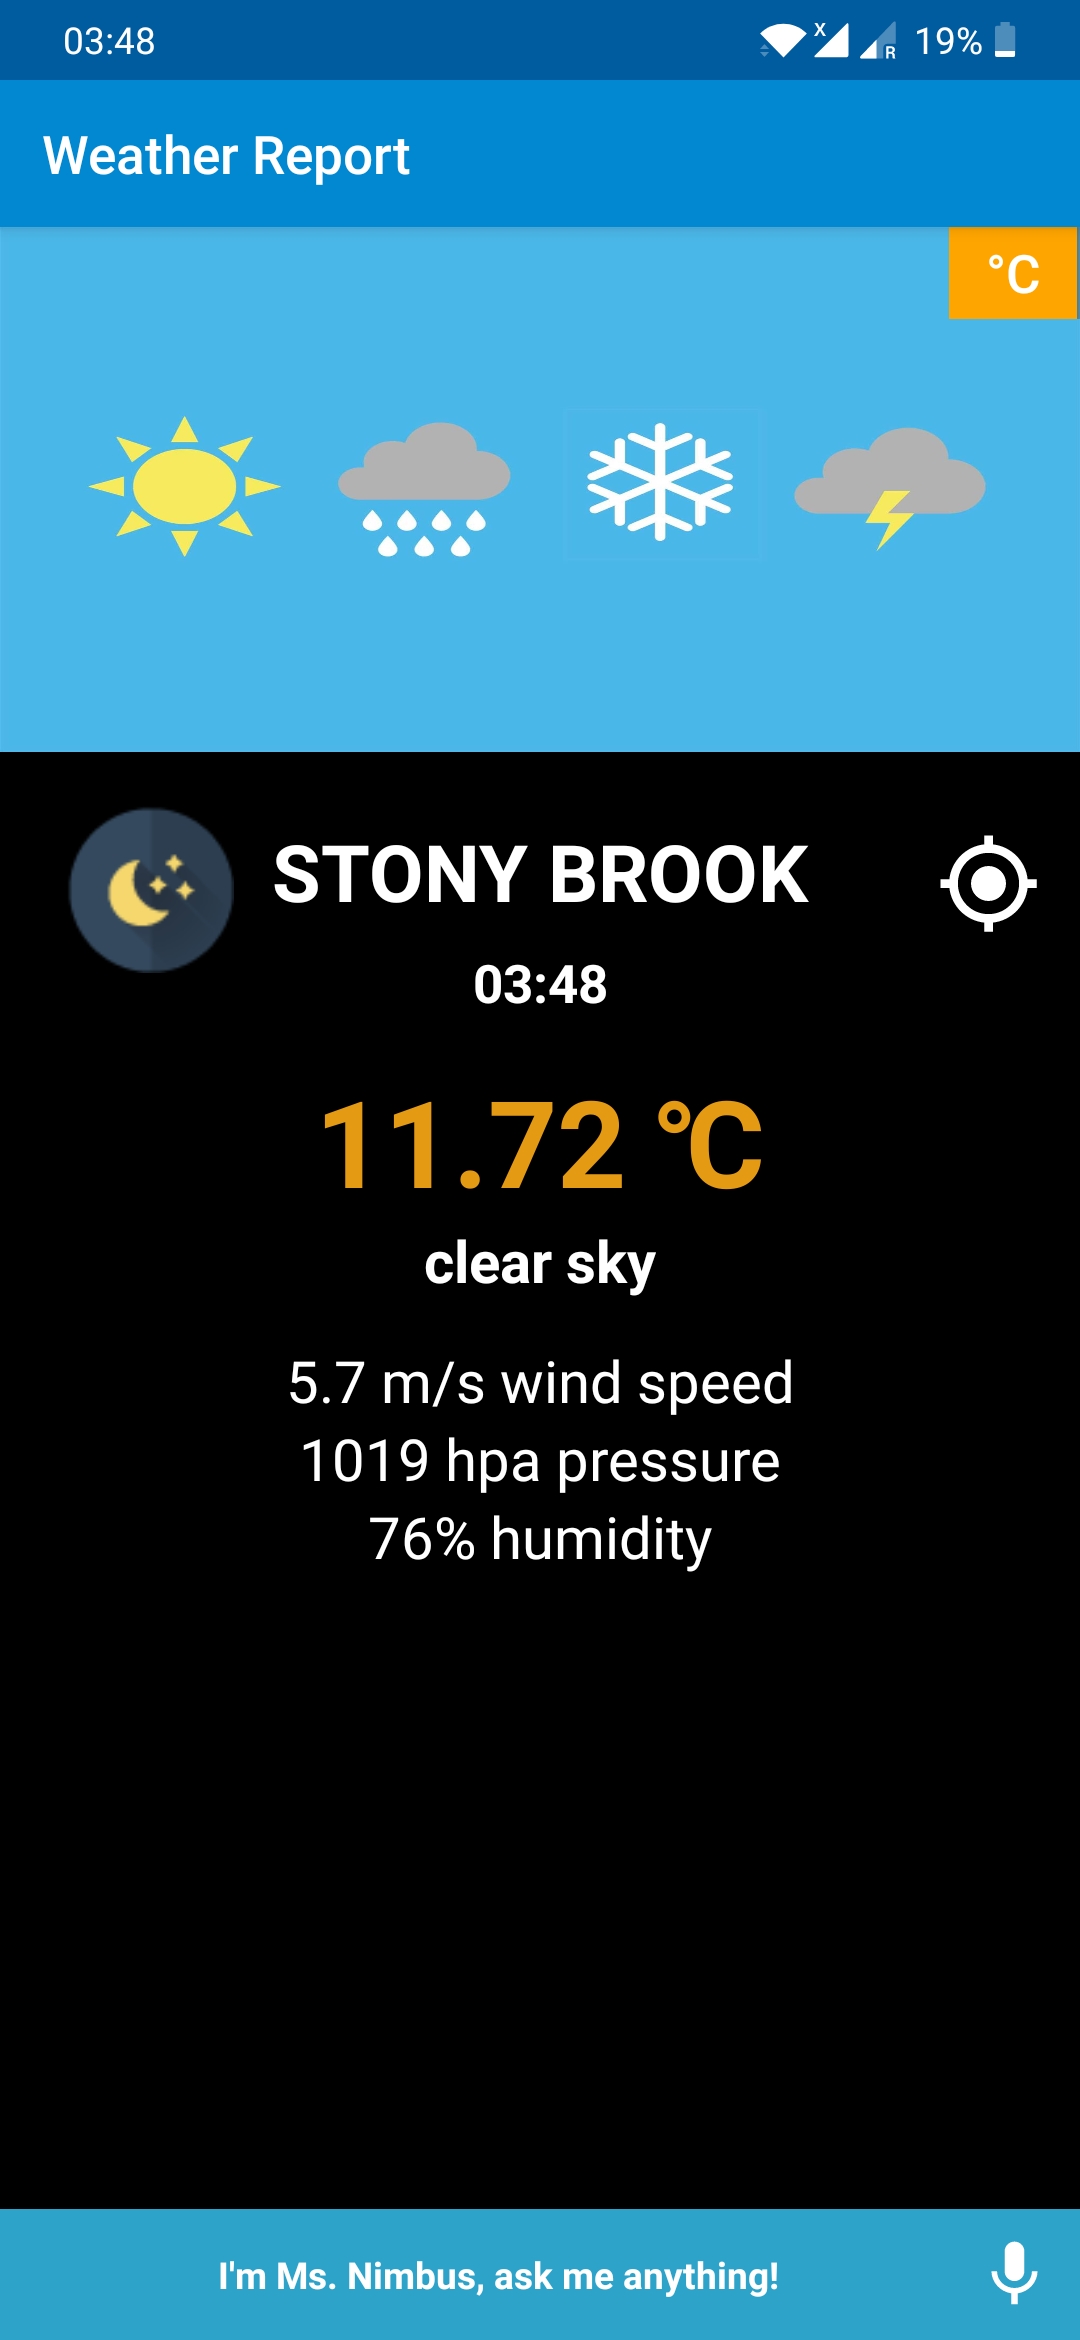 03:48
X R 19%
Weather Report
°C
STONY BROOK
03:48
11.72 °C
clear sky
5.7 m/s wind speed
1019 hpa pressure
76% humidity
I'm Ms. Nimbus, ask me anything!